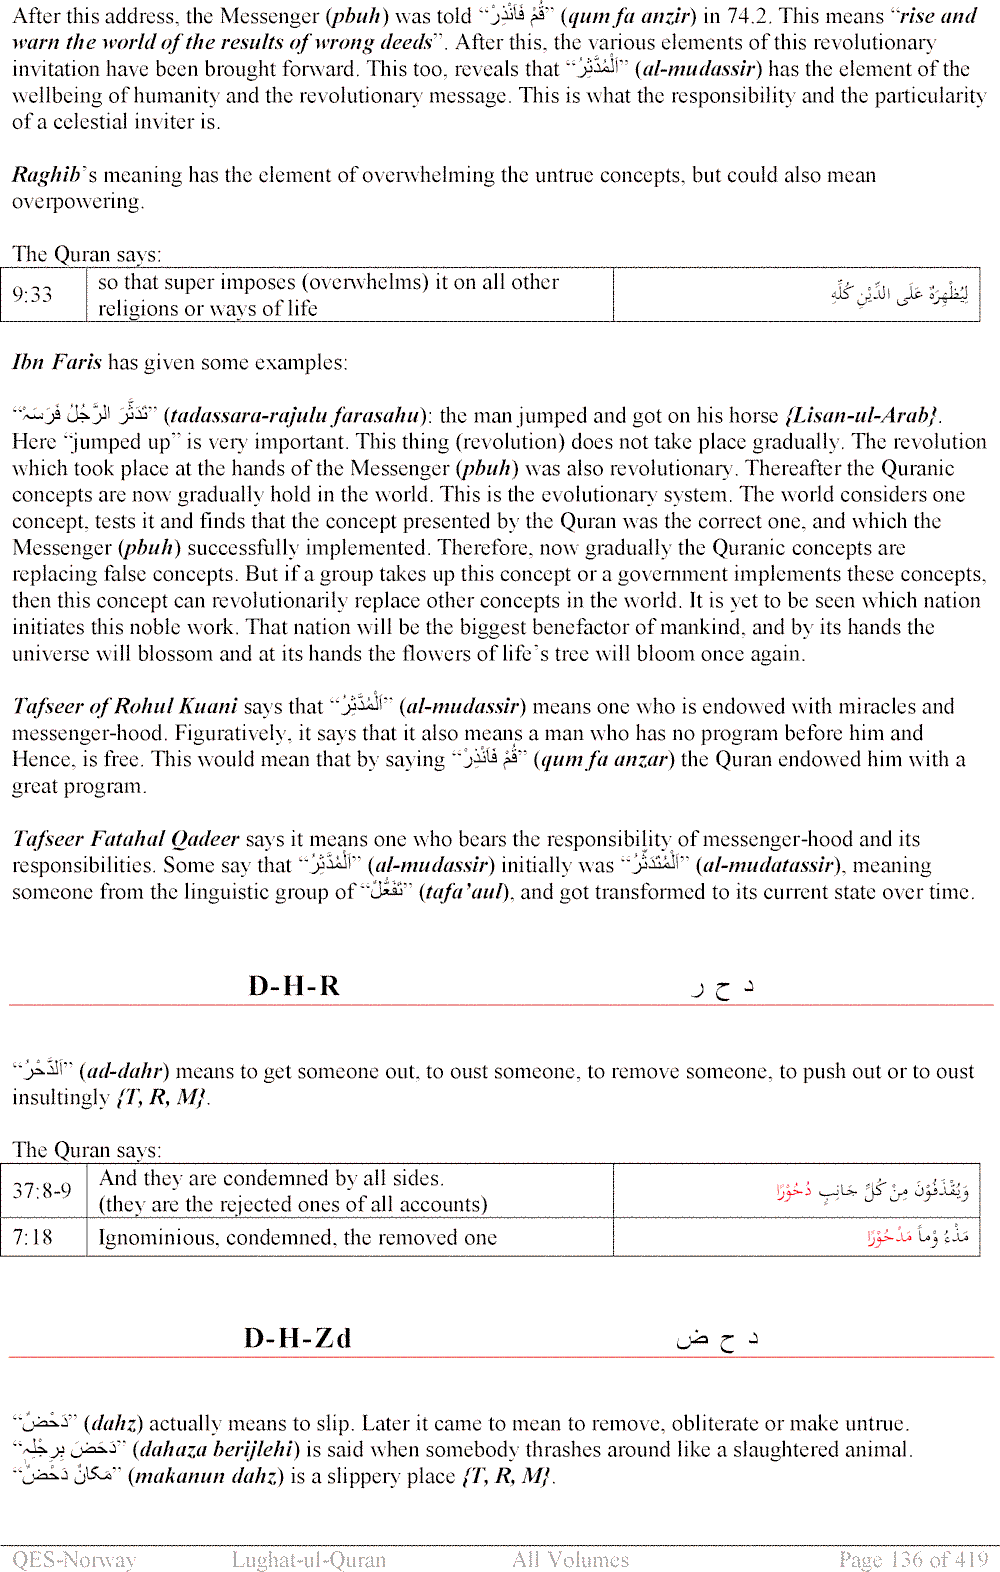 After this address, the Messenger (pbuh) was told “قُمْ فَأَنْذِرْ” (qum fa anzir) in 74.2. This means “rise and
warn the world of the results of wrong deeds”. After this, the various elements of this revolutionary
invitation have been brought forward. This too, reveals that “اَلْمُدَّثِّرُ” (al-mudassir) has the element of the
wellbeing of humanity and the revolutionary message. This is what the responsibility and the particularity
of a celestial inviter is.
Raghib’s meaning has the element of overwhelming the untrue concepts, but could also mean
overpowering.
The Quran says:
9:33 so that super imposes (overwhelms) it on all other religions or ways of life لِيُظْهِرَهٗ عَلَى الدِّيْنِ كُلِّهِ
Ibn Faris has given some examples:
“تَدَثَّرَ الرَّجُلُ فَرَسَهٗ” (tadassara-rajulu farasahu): the man jumped and got on his horse {Lisan-ul-Arab}.
Here “jumped up” is very important. This thing (revolution) does not take place gradually. The revolution
which took place at the hands of the Messenger (pbuh) was also revolutionary. Thereafter the Quranic
concepts are now gradually hold in the world. This is the evolutionary system. The world considers one
concept, tests it and finds that the concept presented by the Quran was the correct one, and which the
Messenger (pbuh) successfully implemented. Therefore, now gradually the Quranic concepts are
replacing false concepts. But if a group takes up this concept or a government implements these concepts,
then this concept can revolutionarily replace other concepts in the world. It is yet to be seen which nation
initiates this noble work. That nation will be the biggest benefactor of mankind, and by its hands the
universe will blossom and at its hands the flowers of life’s tree will bloom once again.
Tafseer of Rohul Kuani says that “اَلْمُدَّثِّرُ” (al-mudassir) means one who is endowed with miracles and
messenger-hood. Figuratively, it says that it also means a man who has no program before him and
Hence, is free. This would mean that by saying “قُمْ فَأَنْذِرْ” (qum fa anzar) the Quran endowed him with a
great program.
Tafseer Fatahal Qadeer says it means one who bears the responsibility of messenger-hood and its
responsibilities. Some say that “اَلْمُدَّثِّرُ” (al-mudassir) initially was “اَلْمُتَدَثِّرُ” (al-mudatassir), meaning
someone from the linguistic group of “تَفَعُّلٌ” (tafa’aul), and got transformed to its current state over time.
D-H-R د ح ر
“اَلدَّحْرُ” (ad-dahr) means to get someone out, to oust someone, to remove someone, to push out or to oust
insultingly {T, R, M}.
The Quran says:
37:8-9 And they are condemned by all sides. (they are the rejected ones of all accounts) وَيُقْذَفُوْنَ مِنْ كُلِّ جَانِبٍ دُحُوْرًا
7:18 Ignominious, condemned, the removed one مَذْءُ وْماً مَدْحُوْرًا
D-H-Zd د ح ض
“دَحْضٌ” (dahz) actually means to slip. Later it came to mean to remove, obliterate or make untrue.
“دَحَضَ بِرِجْلِهٖ” (dahaza berijlehi) is said when somebody thrashes around like a slaughtered animal.
“مَكَانٌ دَحْضٌ” (makanun dahz) is a slippery place {T, R, M}.
QES-Norway Lughat-ul-Quran All Volumes Page 136 of 419